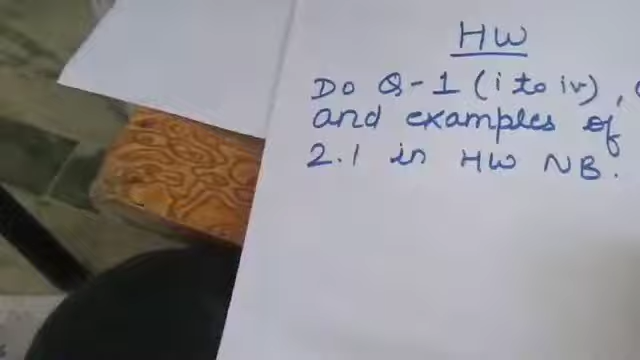 HW
Do Q-1 (i to iv),
and examples of
2.1 in HW NB.